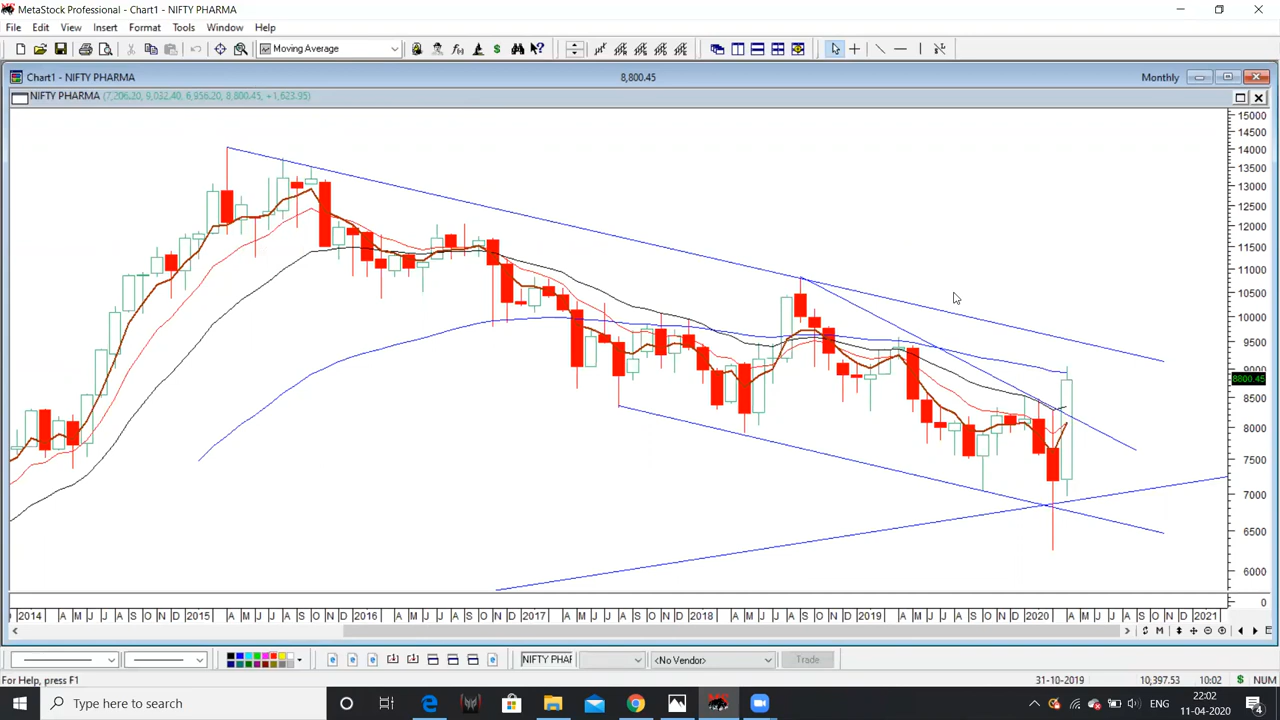 MetaStock Professional - Chart1 - NIFTY PHARMA
File Edit View Insert Format Tools Window Help
Moving Average
Chart1 - NIFTY PHARMA 8,800.45 Monthly
NIFTY PHARMA (7,206.20, 9,032.40, 6,956.20, 8,800.45, +1,623.95)
15000
14500
14000
13500
13000
12500
12000
11500
11000
10500
10000
9500
9000
8800.45
8500
8000
7500
7000
6500
6000
0
2014 A M J J A S O N D 2015 A M J J A S O N D 2016 A M J J A S O N D 2017 A M J J A S O N D 2018 A M J J A S O N D 2019 A M J J A S O N D 2020 A M J J A S O N D 2021
M
NIFTY PHAR <No Vendor> Trade
For Help, press F1 31-10-2019 10,397.53 10:02 $ NUM
Type here to search
ENG 22:02
11-04-2020
4